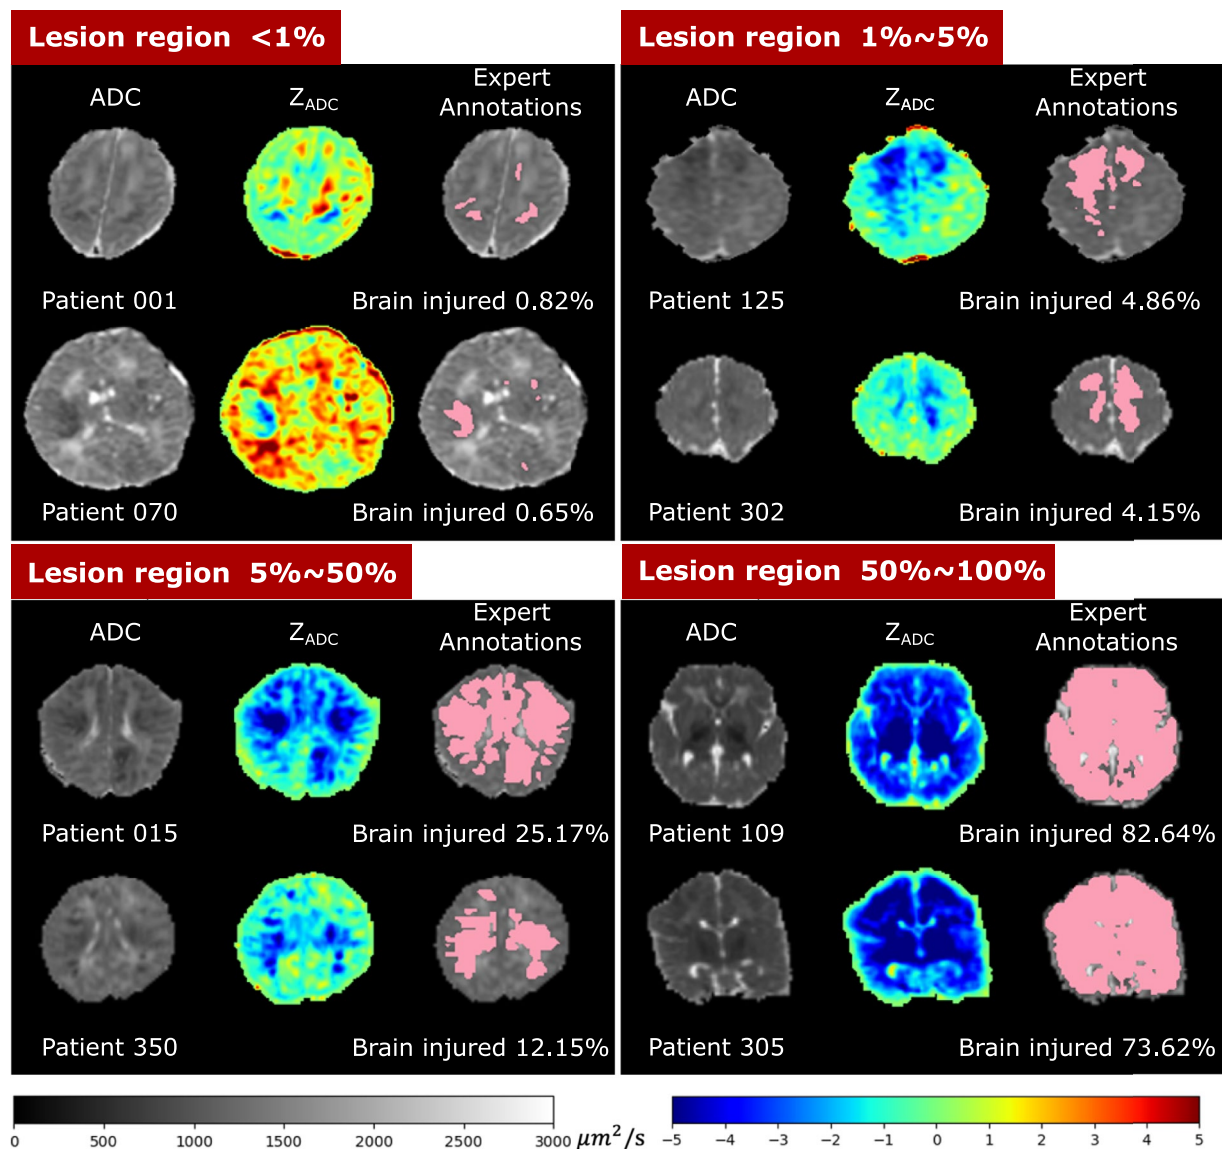 Lesion region <1%
ADC
Z_ADC
Expert
Annotations
Patient 001
Brain injured 0.82%
Patient 070
Brain injured 0.65%
Lesion region 1%~5%
ADC
Z_ADC
Expert
Annotations
Patient 125
Brain injured 4.86%
Patient 302
Brain injured 4.15%
Lesion region 5%~50%
ADC
Z_ADC
Expert
Annotations
Patient 015
Brain injured 25.17%
Patient 350
Brain injured 12.15%
Lesion region 50%~100%
ADC
Z_ADC
Expert
Annotations
Patient 109
Brain injured 82.64%
Patient 305
Brain injured 73.62%
0 500 1000 1500 2000 2500 3000 μm²/s
−5 −4 −3 −2 −1 0 1 2 3 4 5